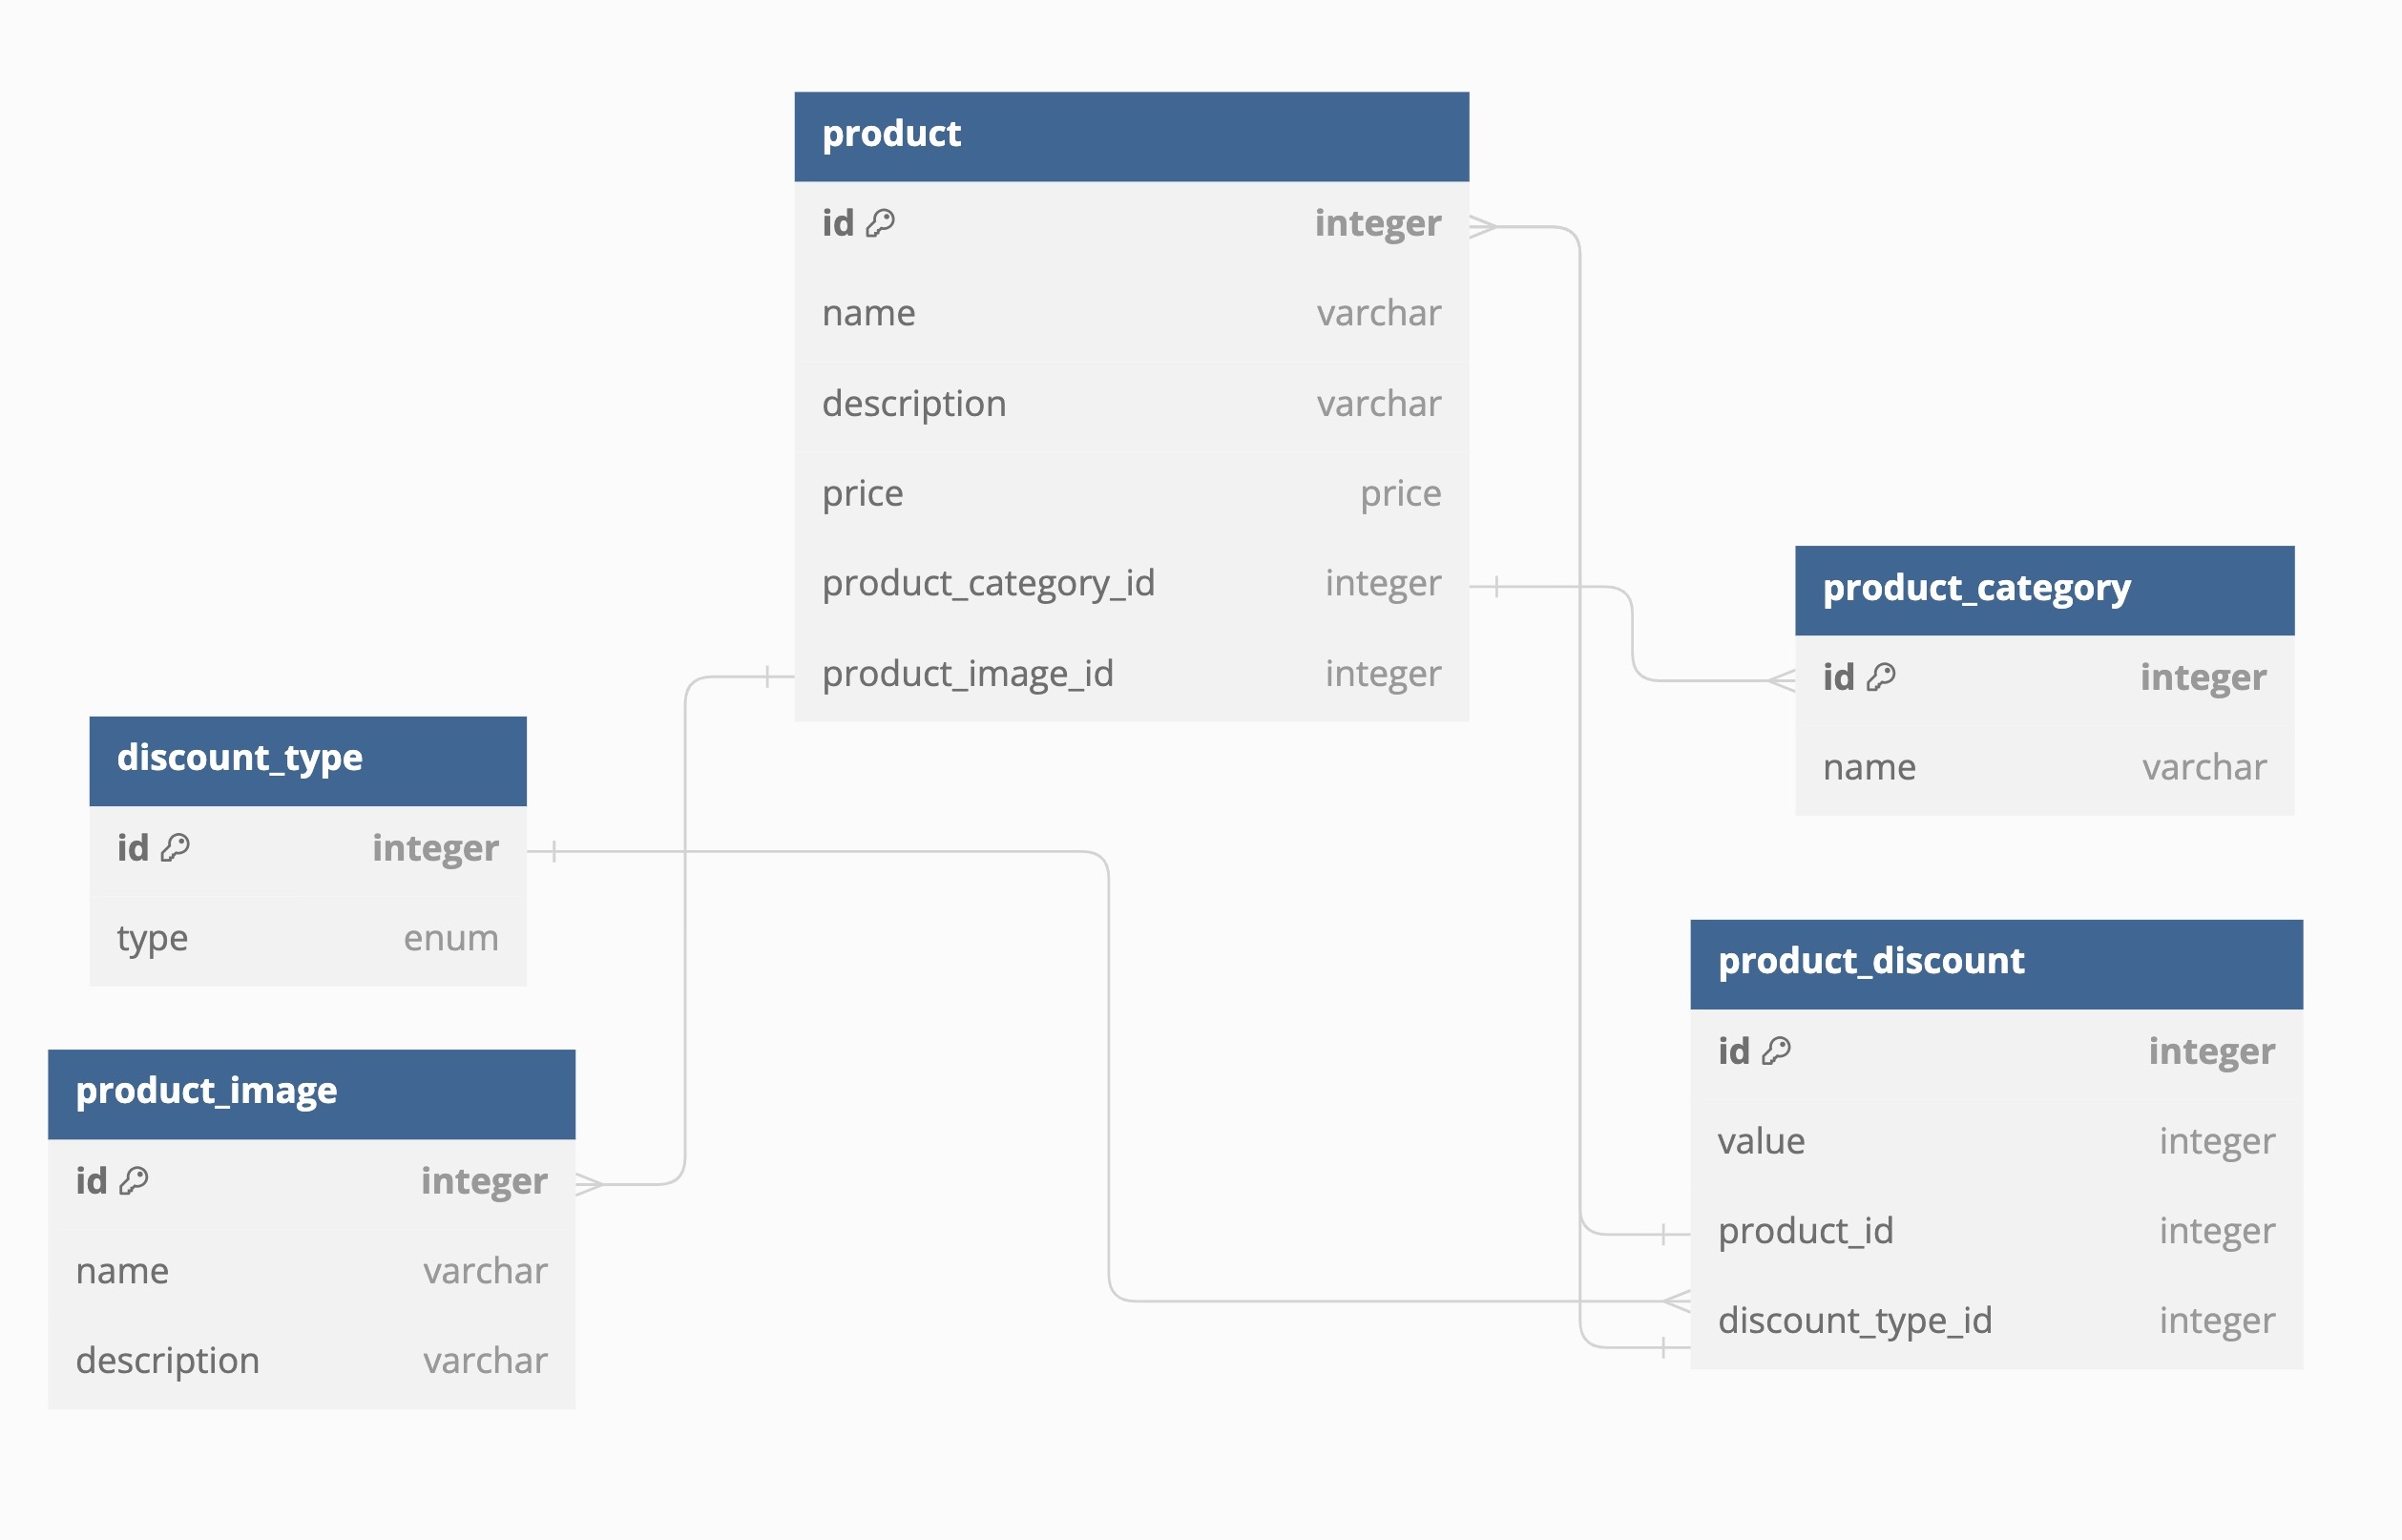 product
id integer
name varchar
description varchar
price price
product_category_id integer
product_image_id integer
product_category
id integer
name varchar
discount_type
id integer
type enum
product_discount
id integer
value integer
product_id integer
discount_type_id integer
product_image
id integer
name varchar
description varchar